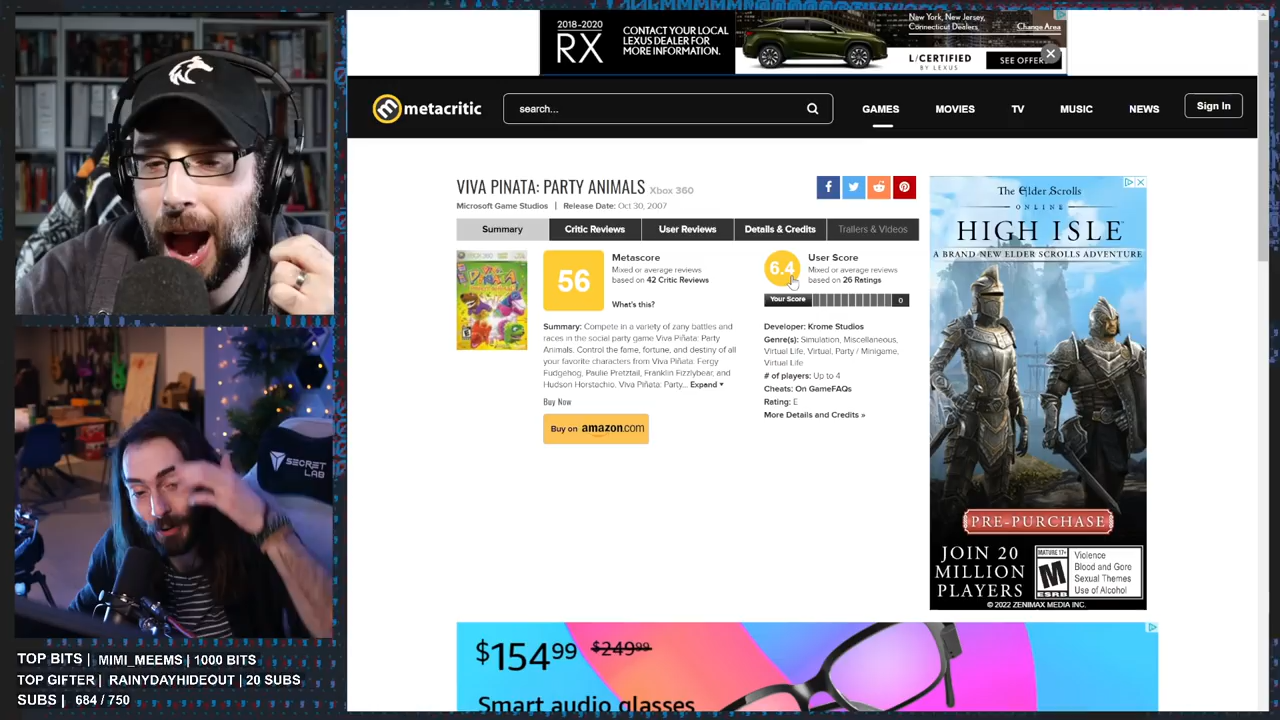 2018-2020
RX
CONTACT YOUR LOCAL
LEXUS DEALER FOR
MORE INFORMATION.
New York, New Jersey,
Connecticut Dealers
Change Area
L/CERTIFIED
BY LEXUS
SEE OFFERS
metacritic
search...
GAMES
MOVIES
TV
MUSIC
NEWS
Sign In
VIVA PINATA: PARTY ANIMALS Xbox 360
Microsoft Game Studios | Release Date: Oct 30, 2007
Summary
Critic Reviews
User Reviews
Details & Credits
Trailers & Videos
56
Metascore
Mixed or average reviews
based on 42 Critic Reviews
What's this?
Summary: Compete in a variety of zany battles and
races in the social party game Viva Piñata: Party
Animals. Control the fame, fortune, and destiny of all
your favorite characters from Viva Piñata: Fergy
Fudgehog, Paulie Pretztail, Franklin Fizzlybear, and
Hudson Horstachio. Viva Piñata: Party... Expand
Buy Now
Buy on amazon.com
6.4
User Score
Mixed or average reviews
based on 26 Ratings
Your Score
0
Developer: Krome Studios
Genre(s): Simulation, Miscellaneous,
Virtual Life, Virtual, Party / Minigame,
Virtual Life
# of players: Up to 4
Cheats: On GameFAQs
Rating: E
More Details and Credits »
The Elder Scrolls
ONLINE
HIGH ISLE
A BRAND-NEW ELDER SCROLLS ADVENTURE
PRE-PURCHASE
JOIN 20
MILLION
PLAYERS
MATURE 17+
M
ESRB
Violence
Blood and Gore
Sexual Themes
Use of Alcohol
© 2022 ZENIMAX MEDIA INC.
$154.99 $249.99
Smart audio glasses
SECRET
LAB
TOP BITS | MIMI_MEEMS | 1000 BITS
TOP GIFTER | RAINYDAYHIDEOUT | 20 SUBS
SUBS | 684 / 750